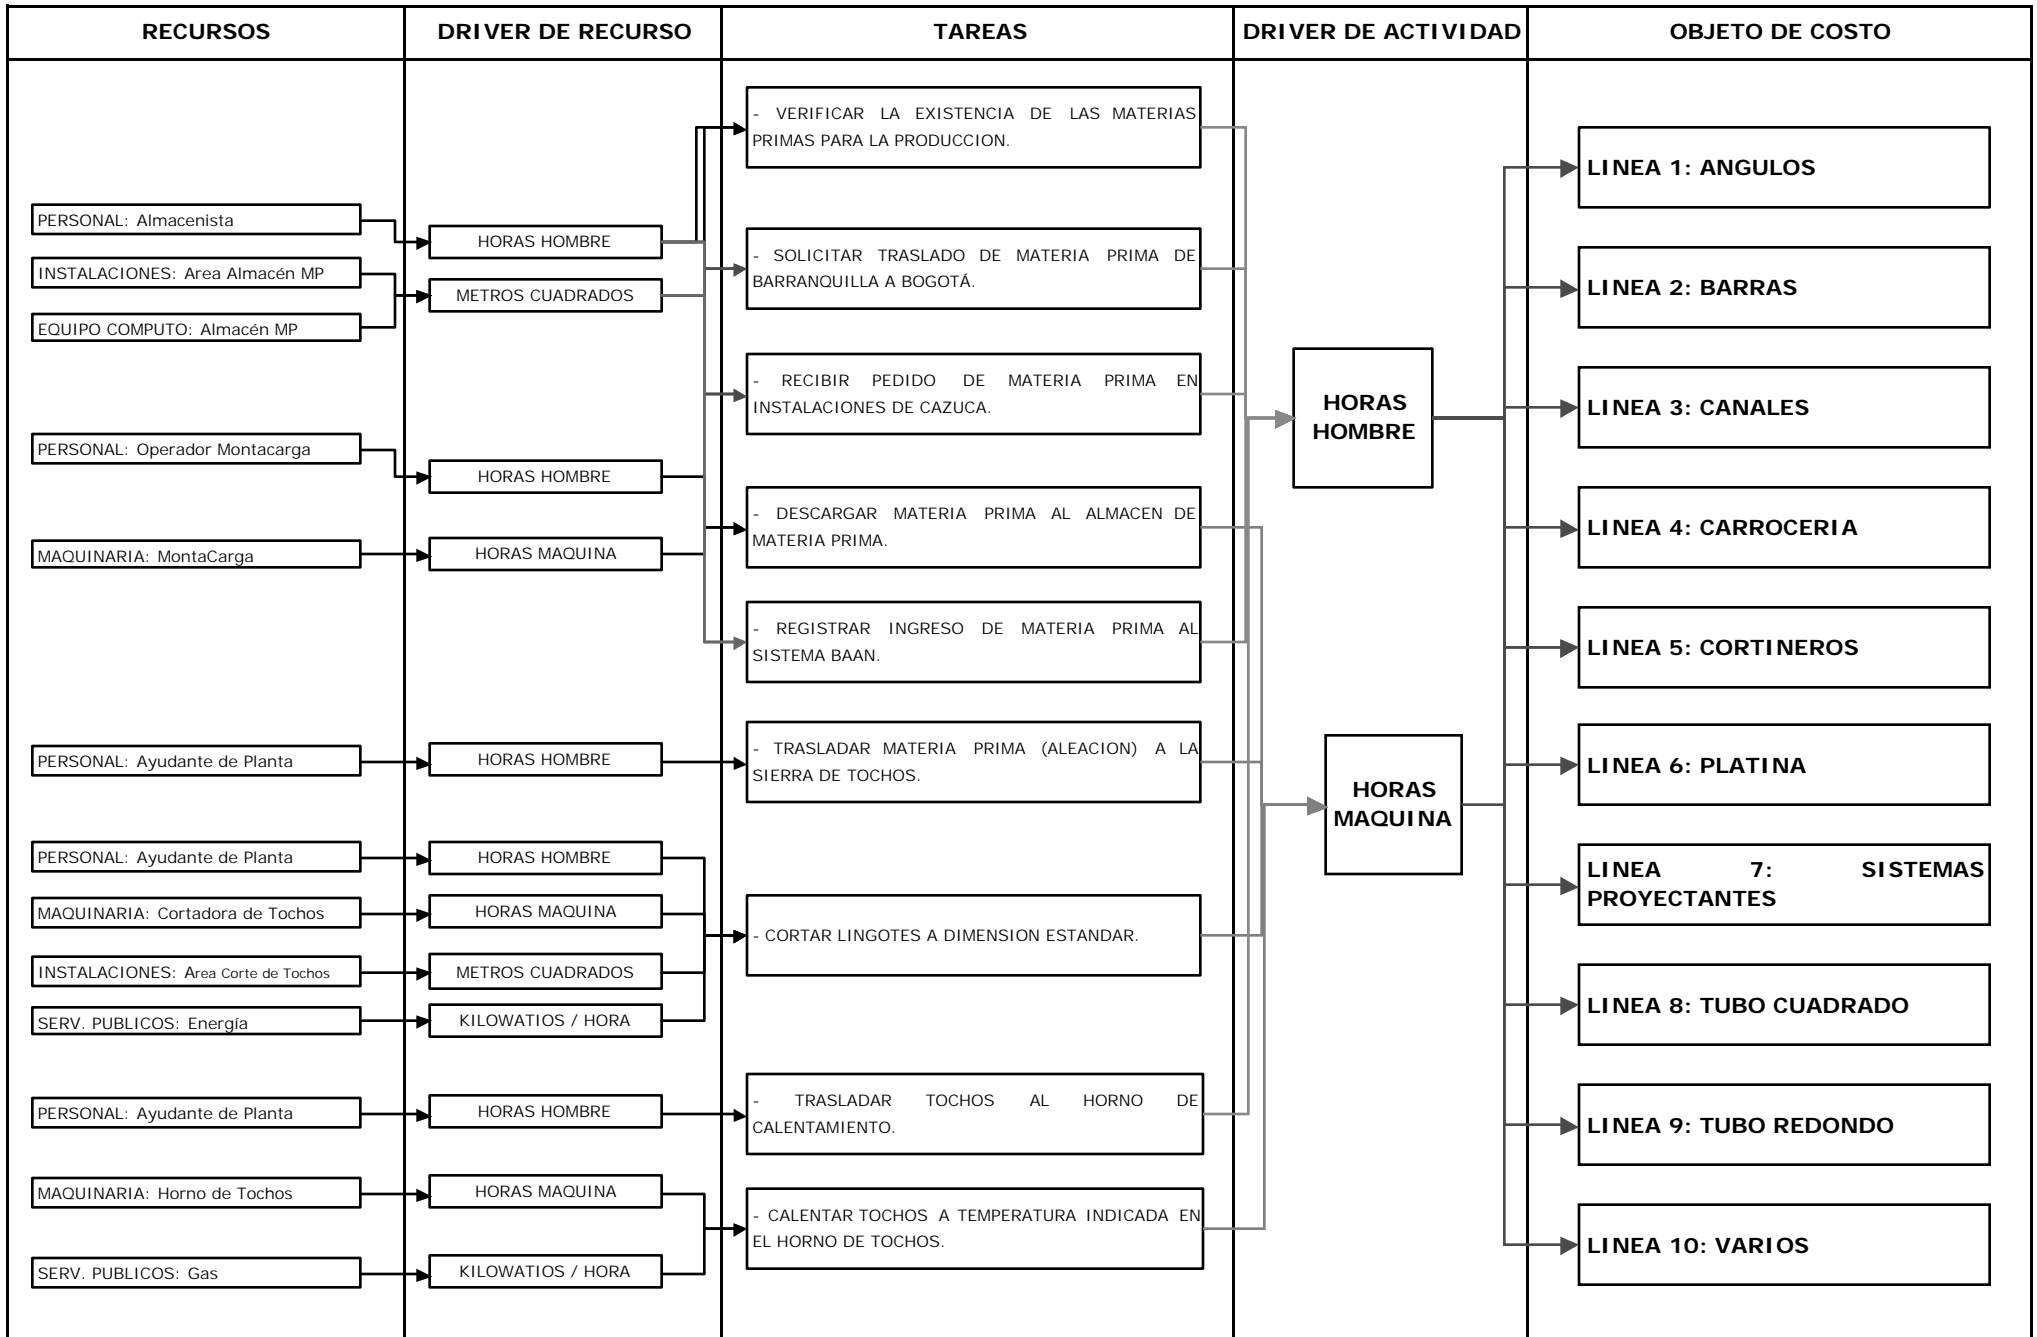 RECURSOS
DRIVER DE RECURSO
TAREAS
DRIVER DE ACTIVIDAD
OBJETO DE COSTO
PERSONAL: Almacenista
INSTALACIONES: Area Almacén MP
EQUIPO COMPUTO: Almacén MP
PERSONAL: Operador Montacarga
MAQUINARIA: MontaCarga
PERSONAL: Ayudante de Planta
PERSONAL: Ayudante de Planta
MAQUINARIA: Cortadora de Tochos
INSTALACIONES: Area Corte de Tochos
SERV. PUBLICOS: Energía
PERSONAL: Ayudante de Planta
MAQUINARIA: Horno de Tochos
SERV. PUBLICOS: Gas
HORAS HOMBRE
METROS CUADRADOS
HORAS HOMBRE
HORAS MAQUINA
HORAS HOMBRE
HORAS HOMBRE
HORAS MAQUINA
METROS CUADRADOS
KILOWATIOS / HORA
HORAS HOMBRE
HORAS MAQUINA
KILOWATIOS / HORA
- VERIFICAR LA EXISTENCIA DE LAS MATERIAS
PRIMAS PARA LA PRODUCCION.
- SOLICITAR TRASLADO DE MATERIA PRIMA DE
BARRANQUILLA A BOGOTÁ.
- RECIBIR PEDIDO DE MATERIA PRIMA EN
INSTALACIONES DE CAZUCA.
- DESCARGAR MATERIA PRIMA AL ALMACEN DE
MATERIA PRIMA.
- REGISTRAR INGRESO DE MATERIA PRIMA AL
SISTEMA BAAN.
- TRASLADAR MATERIA PRIMA (ALEACION) A LA
SIERRA DE TOCHOS.
- CORTAR LINGOTES A DIMENSION ESTANDAR.
- TRASLADAR TOCHOS AL HORNO DE
CALENTAMIENTO.
- CALENTAR TOCHOS A TEMPERATURA INDICADA EN
EL HORNO DE TOCHOS.
HORAS
HOMBRE
HORAS
MAQUINA
LINEA 1: ANGULOS
LINEA 2: BARRAS
LINEA 3: CANALES
LINEA 4: CARROCERIA
LINEA 5: CORTINEROS
LINEA 6: PLATINA
LINEA 7: SISTEMAS
PROYECTANTES
LINEA 8: TUBO CUADRADO
LINEA 9: TUBO REDONDO
LINEA 10: VARIOS